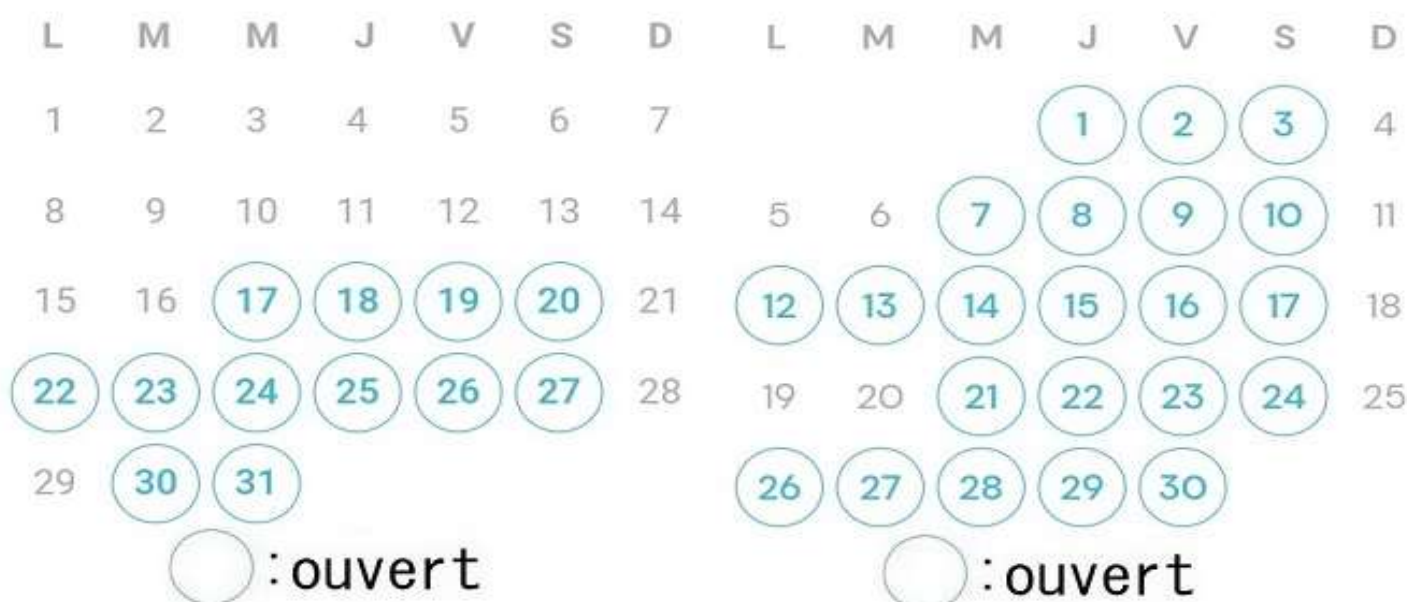 L M M J V S D
1 2 3 4 5 6 7
8 9 10 11 12 13 14
15 16 17 18 19 20 21
22 23 24 25 26 27 28
29 30 31
:ouvert
L M M J V S D
1 2 3 4
5 6 7 8 9 10 11
12 13 14 15 16 17 18
19 20 21 22 23 24 25
26 27 28 29 30
:ouvert